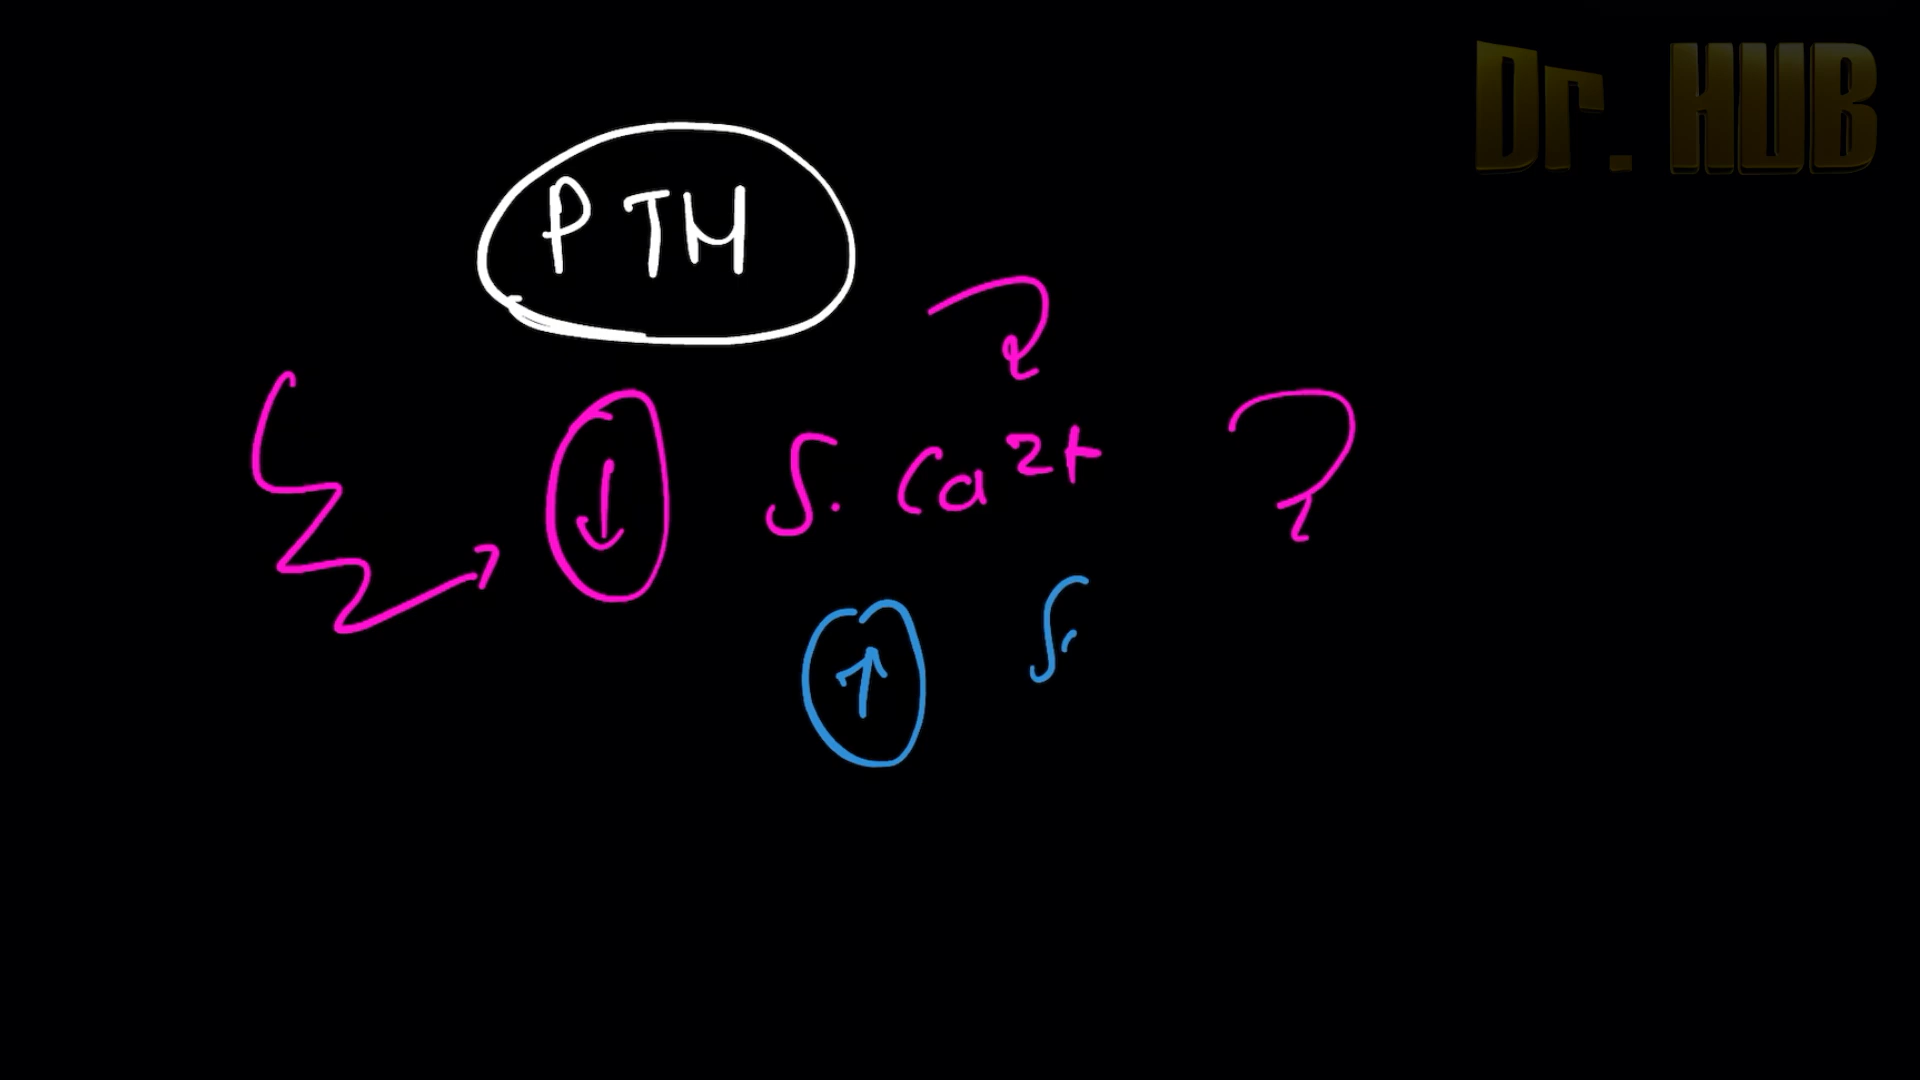 Dr. HUB
PTH
↓ S. Ca²⁺ ?
↑ S.